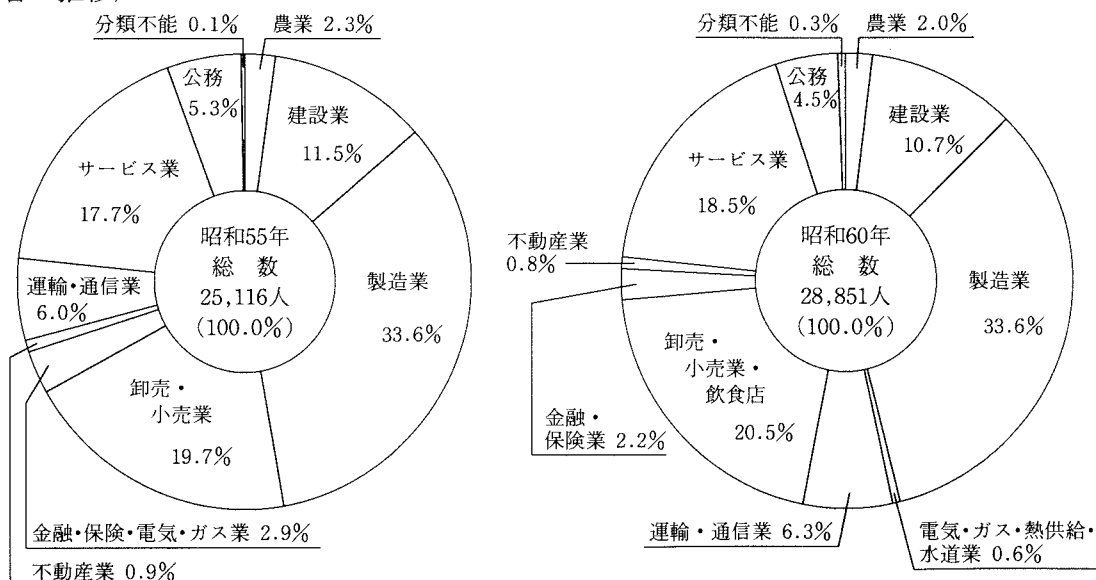 分類不能 0.1%
農業 2.3%
公務
5.3%
建設業
11.5%
サービス業
17.7%
昭和55年
総 数
25,116人
(100.0%)
製造業
33.6%
運輸・通信業
6.0%
卸売・
小売業
19.7%
金融・保険・電気・ガス業 2.9%
不動産業 0.9%
分類不能 0.3%
農業 2.0%
公務
4.5%
建設業
10.7%
サービス業
18.5%
不動産業
0.8%
昭和60年
総 数
28,851人
(100.0%)
製造業
33.6%
卸売・
小売業・
飲食店
20.5%
金融・
保険業 2.2%
運輸・通信業 6.3%
電気・ガス・熱供給・
水道業 0.6%